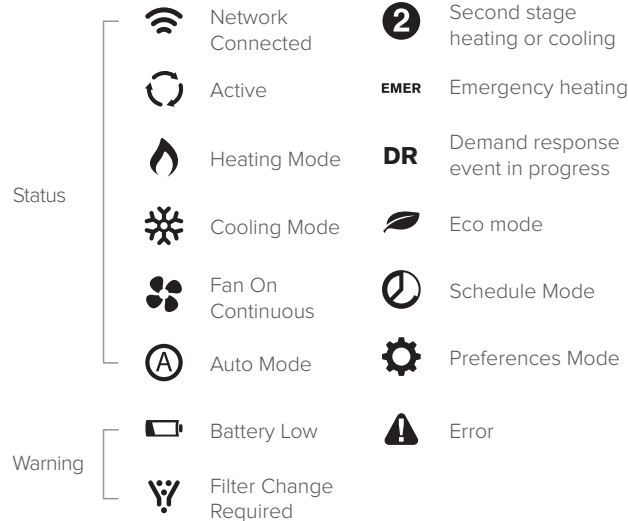 Status
Network
Connected
2
Second stage
heating or cooling
Active
EMER
Emergency heating
Heating Mode
DR
Demand response
event in progress
Cooling Mode
Eco mode
Fan On
Continuous
Schedule Mode
A
Auto Mode
Preferences Mode
Warning
Battery Low
Error
Filter Change
Required